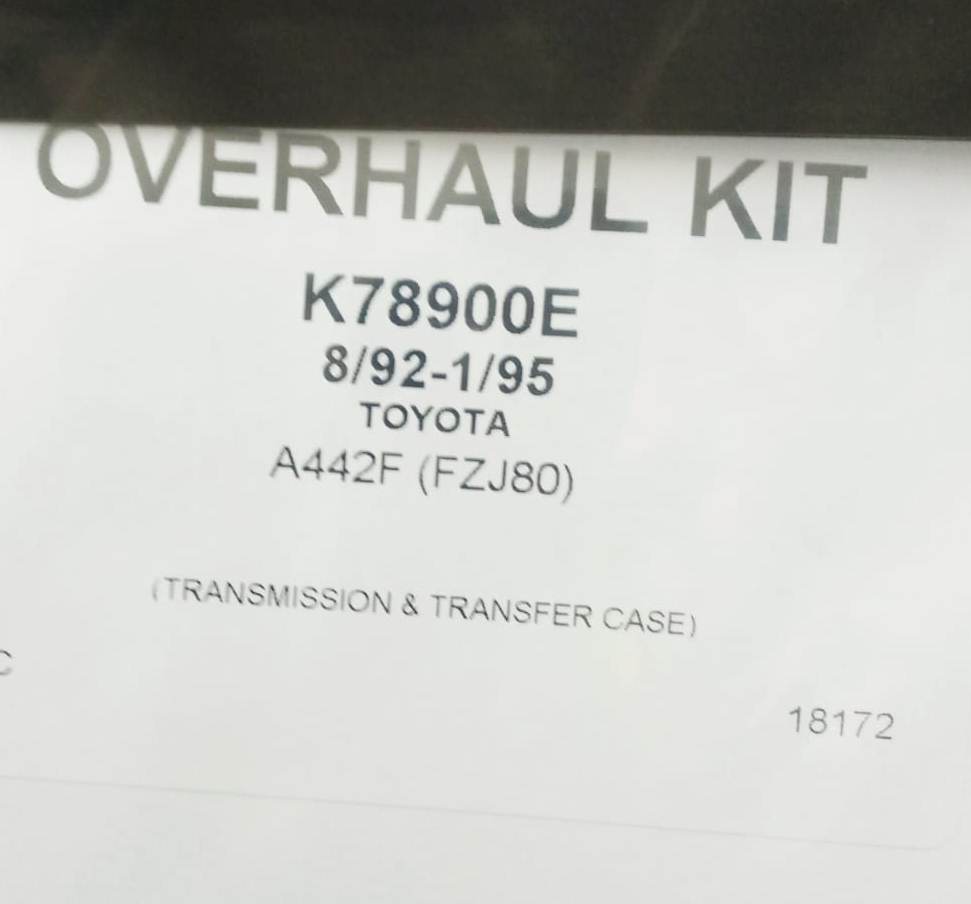 OVERHAUL KIT
K78900E
8/92-1/95
TOYOTA
A442F (FZJ80)
(TRANSMISSION & TRANSFER CASE)
C
18172